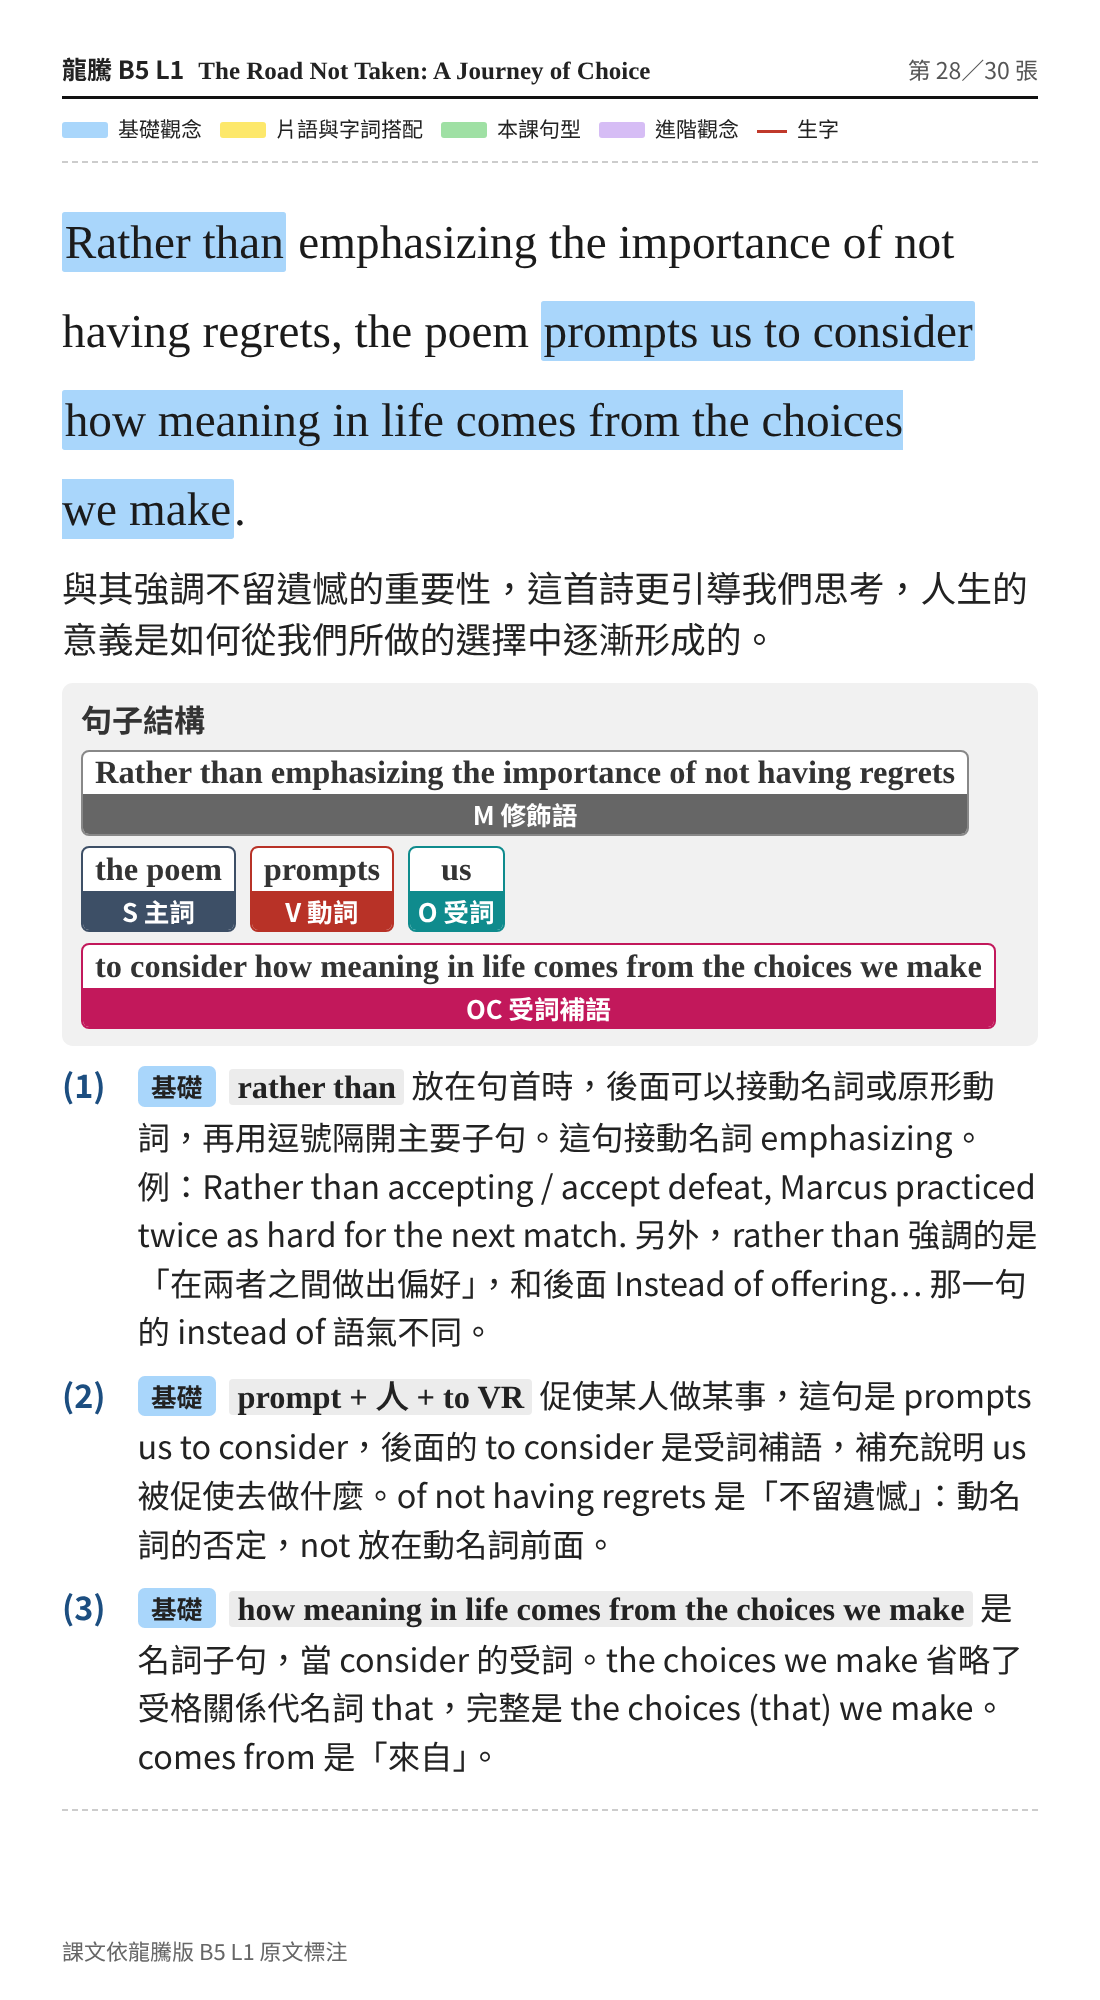 龍騰 B5 L1 The Road Not Taken: A Journey of Choice 第 28／30 張
基礎觀念 片語與字詞搭配 本課句型 進階觀念 生字
Rather than emphasizing the importance of not
having regrets, the poem prompts us to consider
how meaning in life comes from the choices
we make.
與其強調不留遺憾的重要性，這首詩更引導我們思考，人生的
意義是如何從我們所做的選擇中逐漸形成的。
句子結構
Rather than emphasizing the importance of not having regrets
M 修飾語
the poem prompts us
S 主詞 V 動詞 O 受詞
to consider how meaning in life comes from the choices we make
OC 受詞補語
(1) 基礎 rather than 放在句首時，後面可以接動名詞或原形動
詞，再用逗號隔開主要子句。這句接動名詞 emphasizing。
例：Rather than accepting / accept defeat, Marcus practiced
twice as hard for the next match. 另外，rather than 強調的是
「在兩者之間做出偏好」，和後面 Instead of offering… 那一句
的 instead of 語氣不同。
(2) 基礎 prompt + 人 + to VR 促使某人做某事，這句是 prompts
us to consider，後面的 to consider 是受詞補語，補充說明 us
被促使去做什麼。of not having regrets 是「不留遺憾」：動名
詞的否定，not 放在動名詞前面。
(3) 基礎 how meaning in life comes from the choices we make 是
名詞子句，當 consider 的受詞。the choices we make 省略了
受格關係代名詞 that，完整是 the choices (that) we make。
comes from 是「來自」。
課文依龍騰版 B5 L1 原文標注